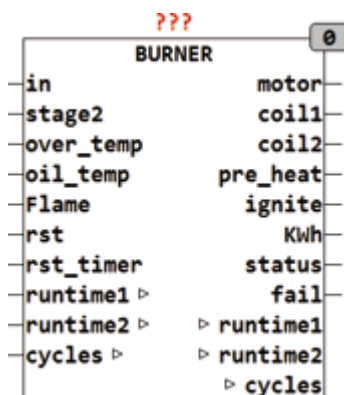 ???
0
BURNER
in motor
stage2 coil1
over_temp coil2
oil_temp pre_heat
Flame ignite
rst KWh
rst_timer status
runtime1 ▷ fail
runtime2 ▷ ▷ runtime1
cycles ▷ ▷ runtime2
▷ cycles